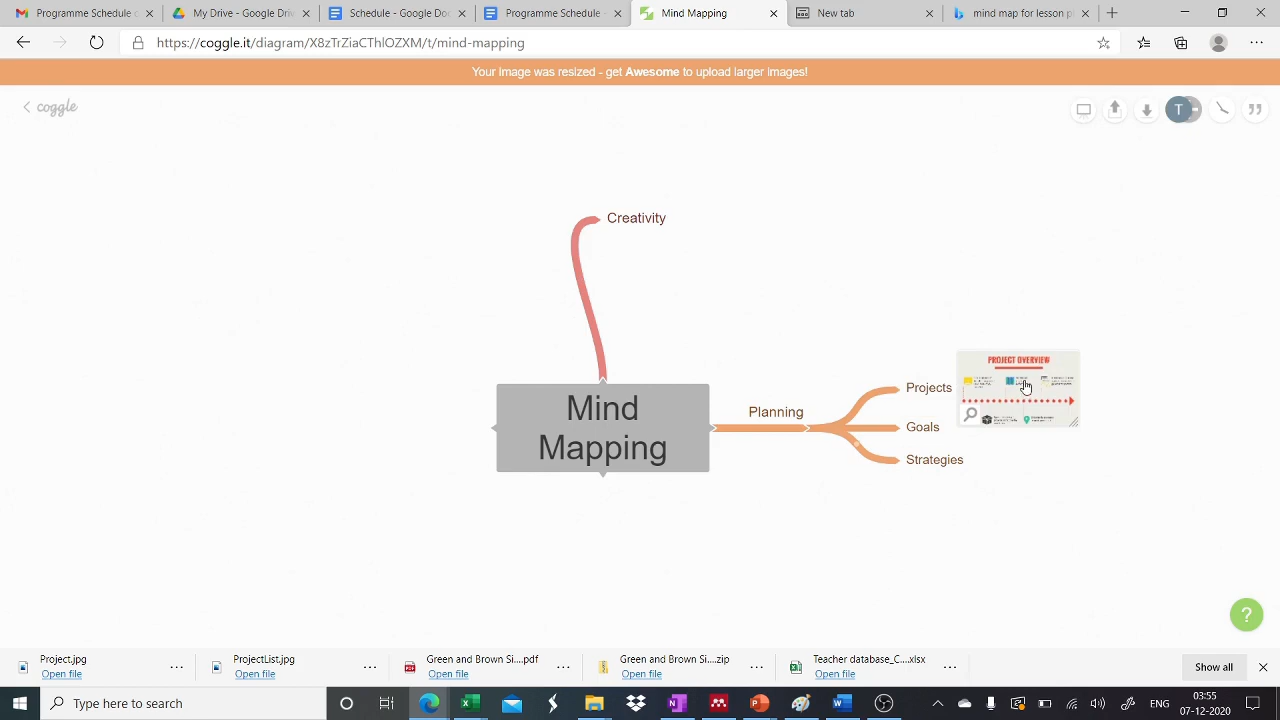 Programme Schedule c
My Drive - Google Driv
Schedule - Google Doc
Programme Schedule -
Mind Mapping
New tab
mind map for lesson pl
https://coggle.it/diagram/X8zTrZiaCThlOZXM/t/mind-mapping
Your image was resized - get Awesome to upload larger images!
coggle
T
Creativity
Mind
Mapping
Planning
Projects
Goals
Strategies
PROJECT OVERVIEW
?
Project.jpg
Open file
ProjectList.jpg
Open file
Green and Brown Si....pdf
Open file
Green and Brown Si....zip
Open file
Teacher database_C....xlsx
Open file
Show all
Type here to search
ENG
03:55
07-12-2020